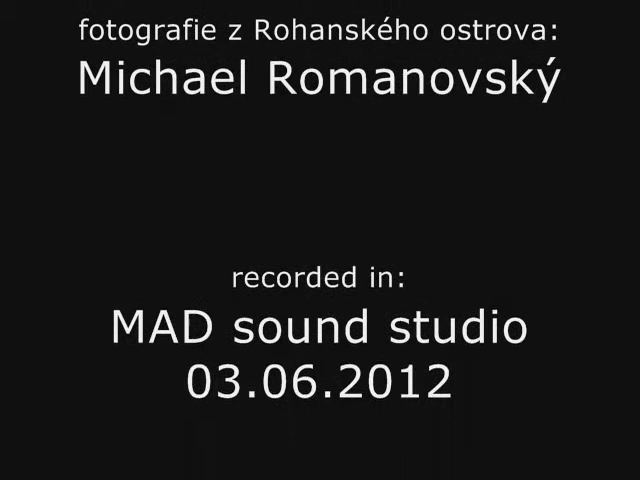 fotografie z Rohanského ostrova:
Michael Romanovský
recorded in:
MAD sound studio
03.06.2012